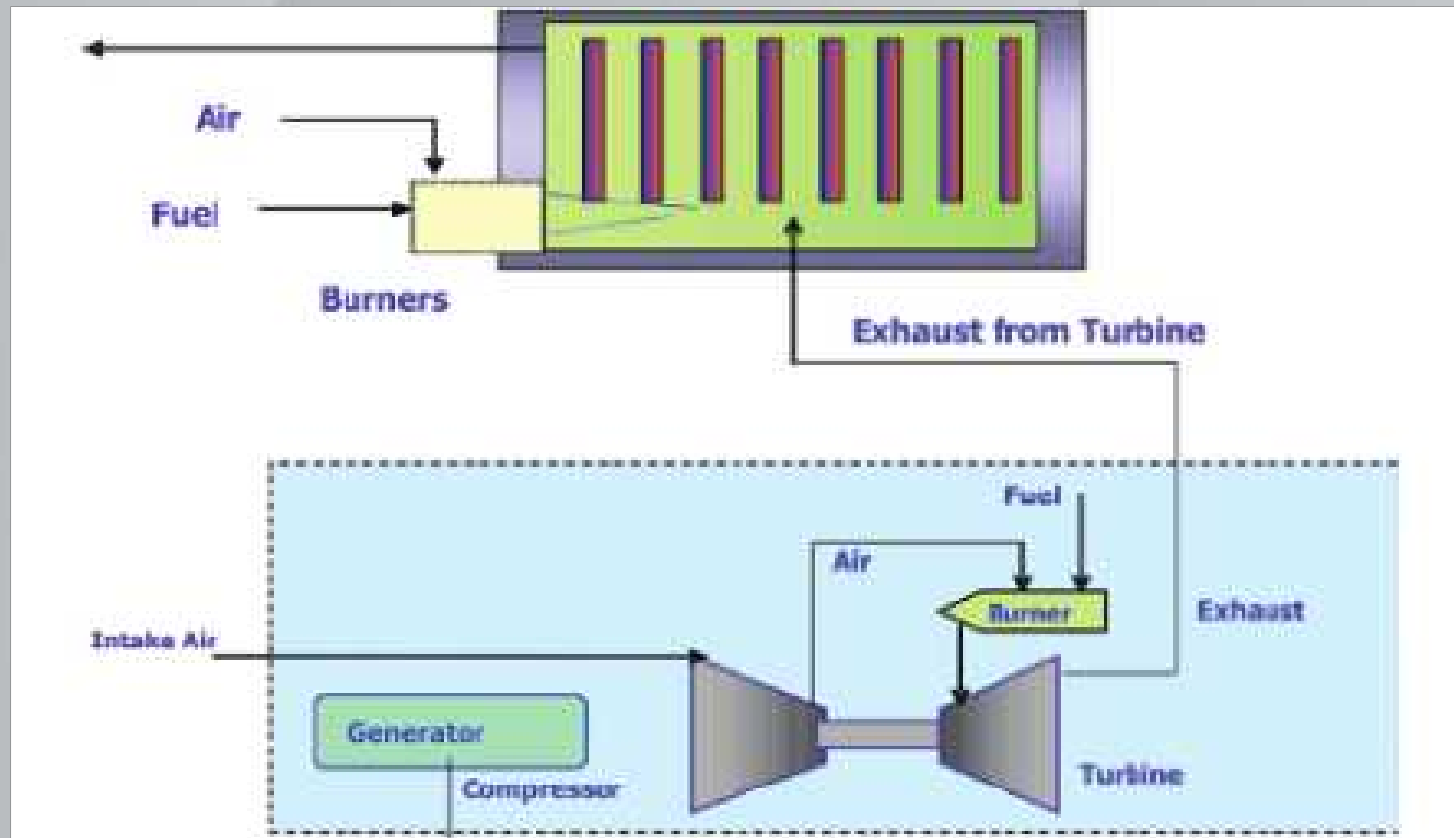 Air
Fuel
Burners
Exhaust from Turbine
Fuel
Air
Burner
Exhaust
Intake Air
Generator
Compressor
Turbine